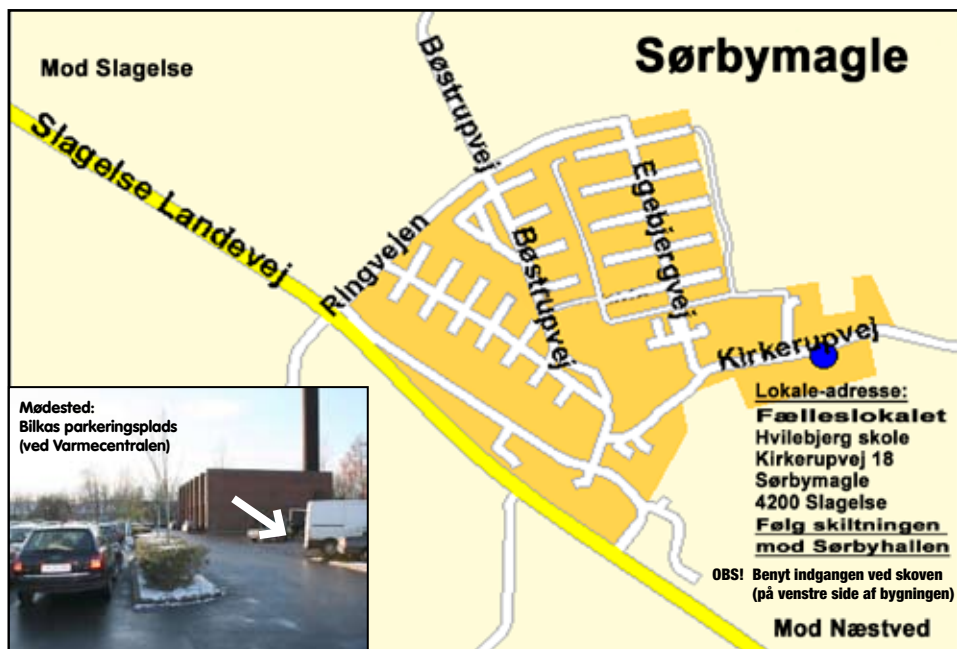 Sørbymagle
Mod Slagelse
Bøstrupvej
Slagelse Landevej
Ringvejen
Egebjergvej
Bøstrupvej
Kirkerupvej
Mødested:
Bilkas parkeringsplads
(ved Varmecentralen)
Lokale-adresse:
Fælleslokalet
Hvilebjerg skole
Kirkerupvej 18
Sørbymagle
4200 Slagelse
Følg skiltningen
mod Sørbyhallen
OBS! Benyt indgangen ved skoven
(på venstre side af bygningen)
Mod Næstved